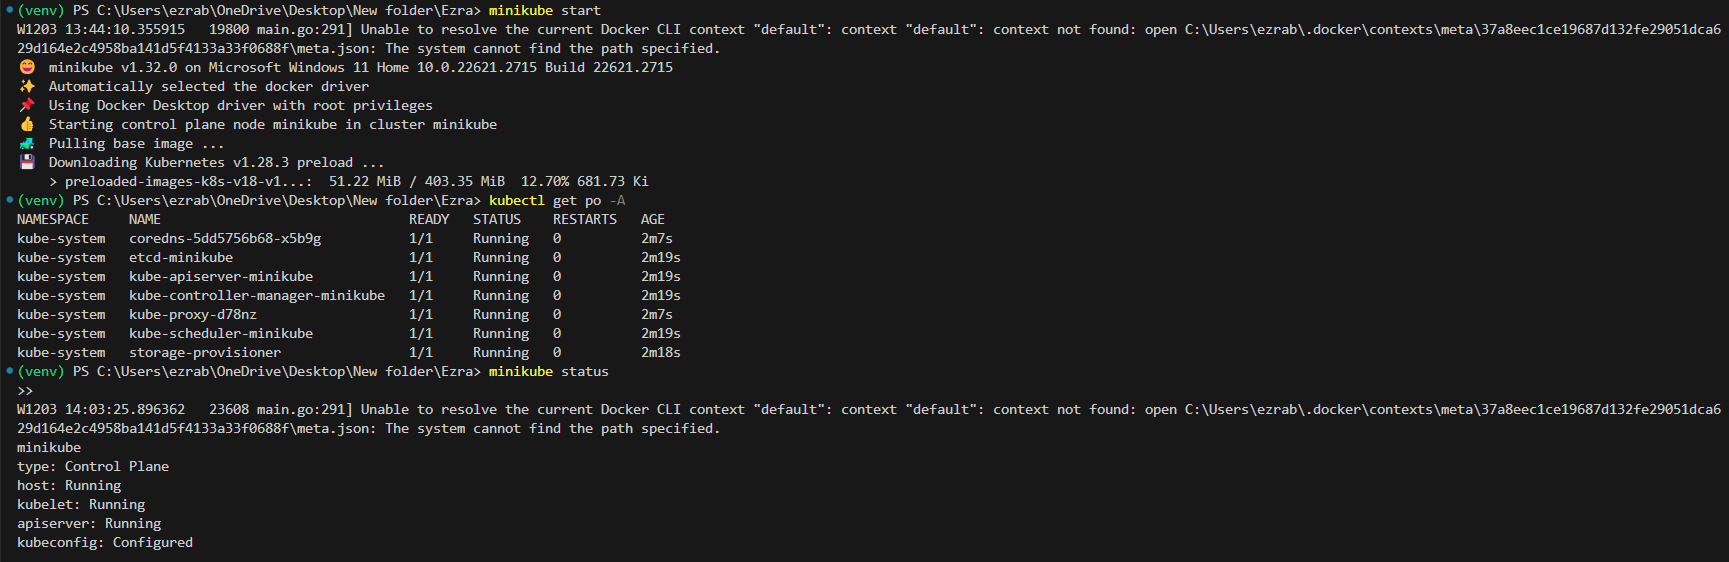 (venv) PS C:\Users\ezrab\OneDrive\Desktop\New folder\Ezra> minikube start
W1203 13:44:10.355915   19800 main.go:291] Unable to resolve the current Docker CLI context "default": context "default": context not found: open C:\Users\ezrab\.docker\contexts\meta\37a8eec1ce19687d132fe29051dca6
29d164e2c4958ba141d5f4133a33f0688f\meta.json: The system cannot find the path specified.
minikube v1.32.0 on Microsoft Windows 11 Home 10.0.22621.2715 Build 22621.2715
Automatically selected the docker driver
Using Docker Desktop driver with root privileges
Starting control plane node minikube in cluster minikube
Pulling base image ...
Downloading Kubernetes v1.28.3 preload ...
> preloaded-images-k8s-v18-v1...:  51.22 MiB / 403.35 MiB  12.70% 681.73 Ki
(venv) PS C:\Users\ezrab\OneDrive\Desktop\New folder\Ezra> kubectl get po -A
NAMESPACE     NAME                               READY   STATUS    RESTARTS   AGE
kube-system   coredns-5dd5756b68-x5b9g           1/1     Running   0          2m7s
kube-system   etcd-minikube                      1/1     Running   0          2m19s
kube-system   kube-apiserver-minikube            1/1     Running   0          2m19s
kube-system   kube-controller-manager-minikube   1/1     Running   0          2m19s
kube-system   kube-proxy-d78nz                   1/1     Running   0          2m7s
kube-system   kube-scheduler-minikube            1/1     Running   0          2m19s
kube-system   storage-provisioner                1/1     Running   0          2m18s
(venv) PS C:\Users\ezrab\OneDrive\Desktop\New folder\Ezra> minikube status
>>
W1203 14:03:25.896362   23608 main.go:291] Unable to resolve the current Docker CLI context "default": context "default": context not found: open C:\Users\ezrab\.docker\contexts\meta\37a8eec1ce19687d132fe29051dca6
29d164e2c4958ba141d5f4133a33f0688f\meta.json: The system cannot find the path specified.
minikube
type: Control Plane
host: Running
kubelet: Running
apiserver: Running
kubeconfig: Configured